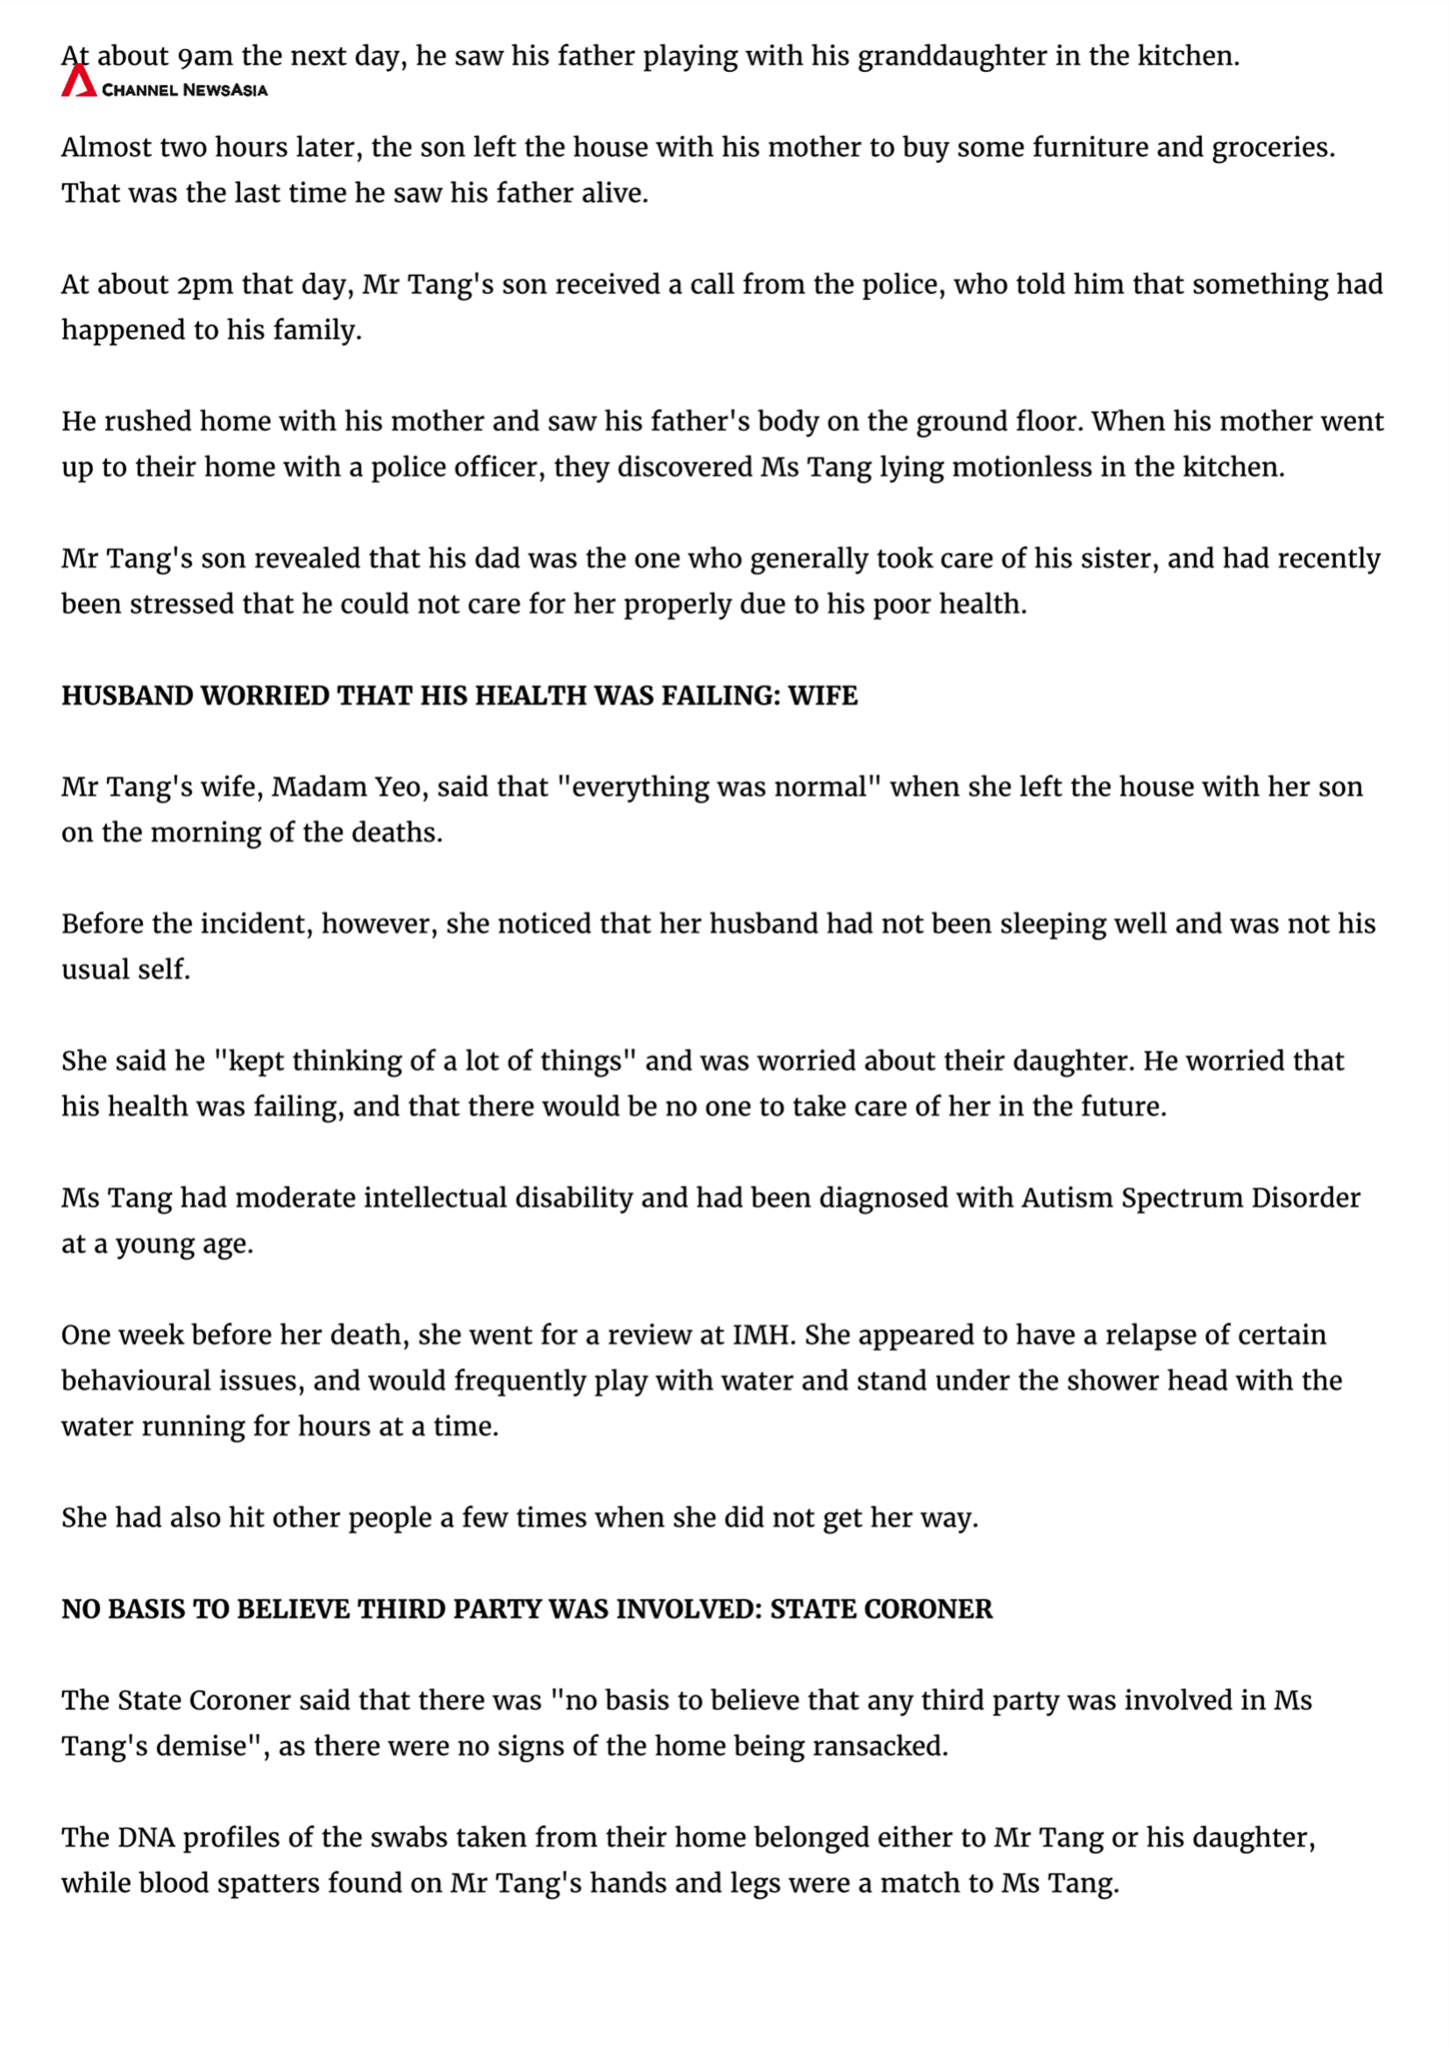 At about 9am the next day, he saw his father playing with his granddaughter in the kitchen.
CHANNEL NEWSASIA
Almost two hours later, the son left the house with his mother to buy some furniture and groceries.
That was the last time he saw his father alive.
At about 2pm that day, Mr Tang's son received a call from the police, who told him that something had
happened to his family.
He rushed home with his mother and saw his father's body on the ground floor. When his mother went
up to their home with a police officer, they discovered Ms Tang lying motionless in the kitchen.
Mr Tang's son revealed that his dad was the one who generally took care of his sister, and had recently
been stressed that he could not care for her properly due to his poor health.
HUSBAND WORRIED THAT HIS HEALTH WAS FAILING: WIFE
Mr Tang's wife, Madam Yeo, said that "everything was normal" when she left the house with her son
on the morning of the deaths.
Before the incident, however, she noticed that her husband had not been sleeping well and was not his
usual self.
She said he "kept thinking of a lot of things" and was worried about their daughter. He worried that
his health was failing, and that there would be no one to take care of her in the future.
Ms Tang had moderate intellectual disability and had been diagnosed with Autism Spectrum Disorder
at a young age.
One week before her death, she went for a review at IMH. She appeared to have a relapse of certain
behavioural issues, and would frequently play with water and stand under the shower head with the
water running for hours at a time.
She had also hit other people a few times when she did not get her way.
NO BASIS TO BELIEVE THIRD PARTY WAS INVOLVED: STATE CORONER
The State Coroner said that there was "no basis to believe that any third party was involved in Ms
Tang's demise", as there were no signs of the home being ransacked.
The DNA profiles of the swabs taken from their home belonged either to Mr Tang or his daughter,
while blood spatters found on Mr Tang's hands and legs were a match to Ms Tang.